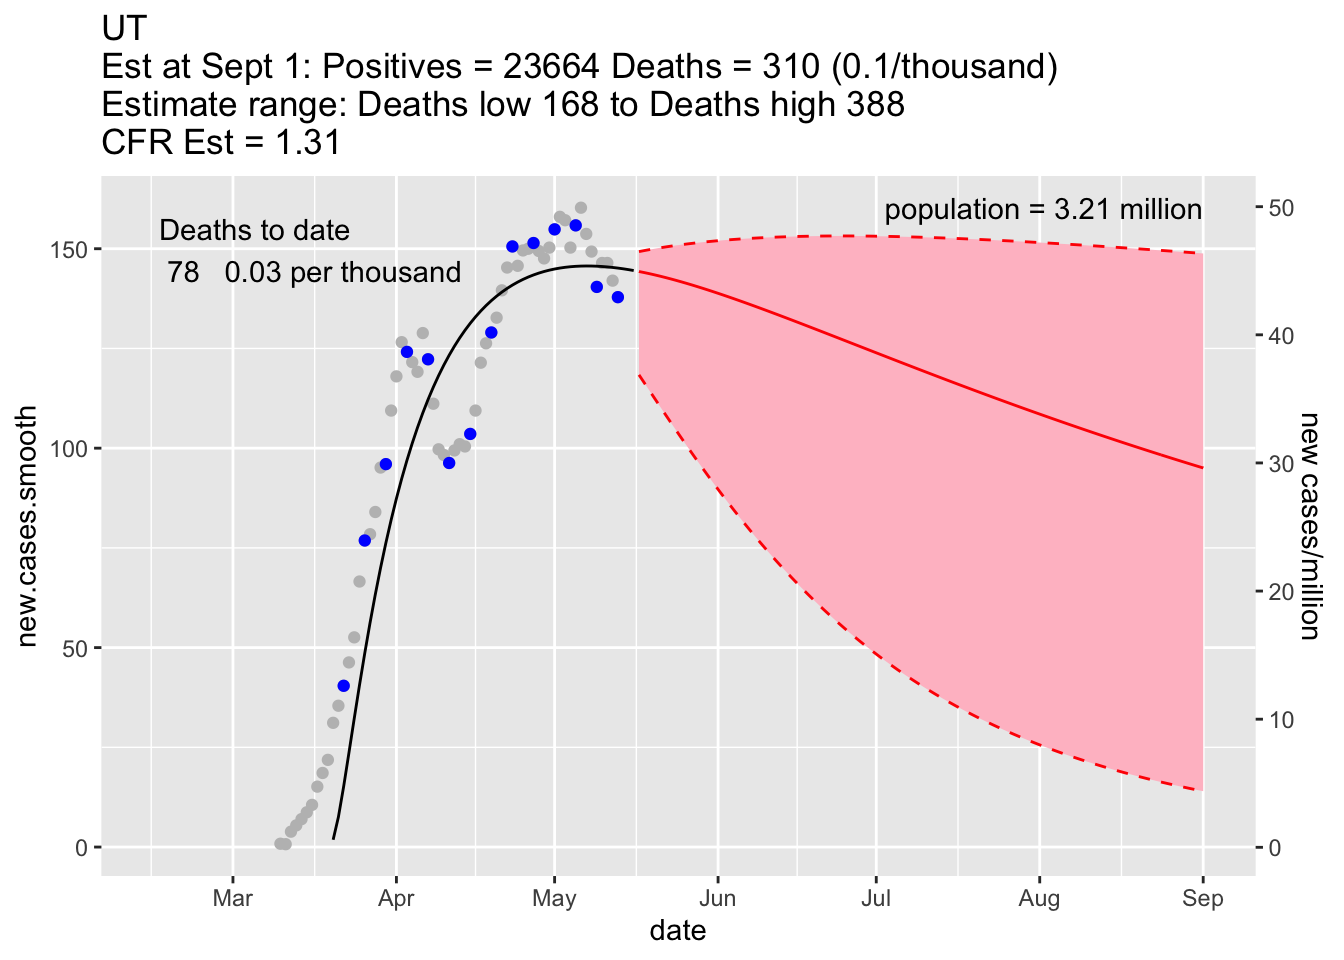 UT
Est at Sept 1: Positives = 23664 Deaths = 310 (0.1/thousand)
Estimate range: Deaths low 168 to Deaths high 388
CFR Est = 1.31
Deaths to date
78 0.03 per thousand
population = 3.21 million
150
100
50
0
new.cases.smooth
50
40
30
20
10
0
new cases/million
Mar Apr May Jun Jul Aug Sep
date